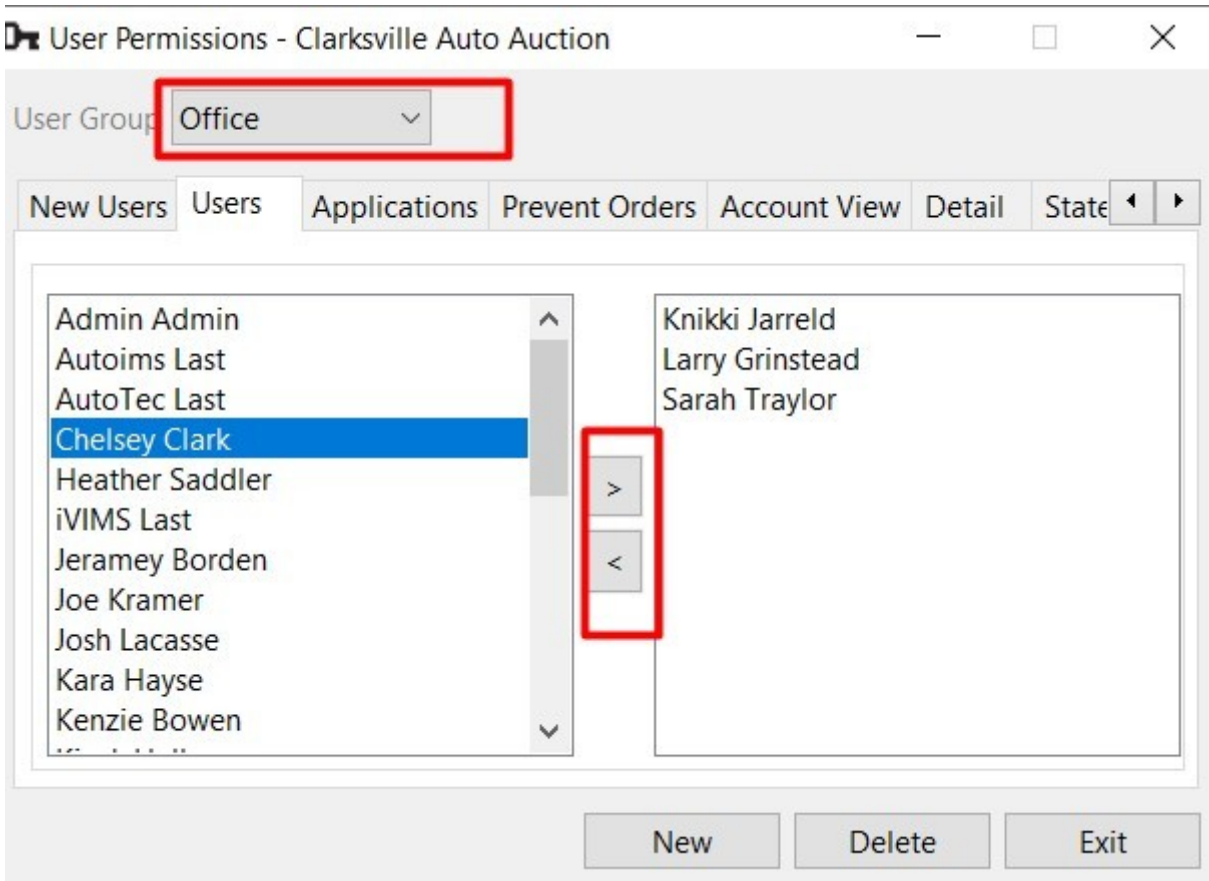 User Permissions - Clarksville Auto Auction
User Group Office
New Users Users Applications Prevent Orders Account View Detail State
Admin Admin
Autoims Last
AutoTec Last
Chelsey Clark
Heather Saddler
iVIMS Last
Jeramey Borden
Joe Kramer
Josh Lacasse
Kara Hayse
Kenzie Bowen
>
<
Knikki Jarreld
Larry Grinstead
Sarah Traylor
New Delete Exit